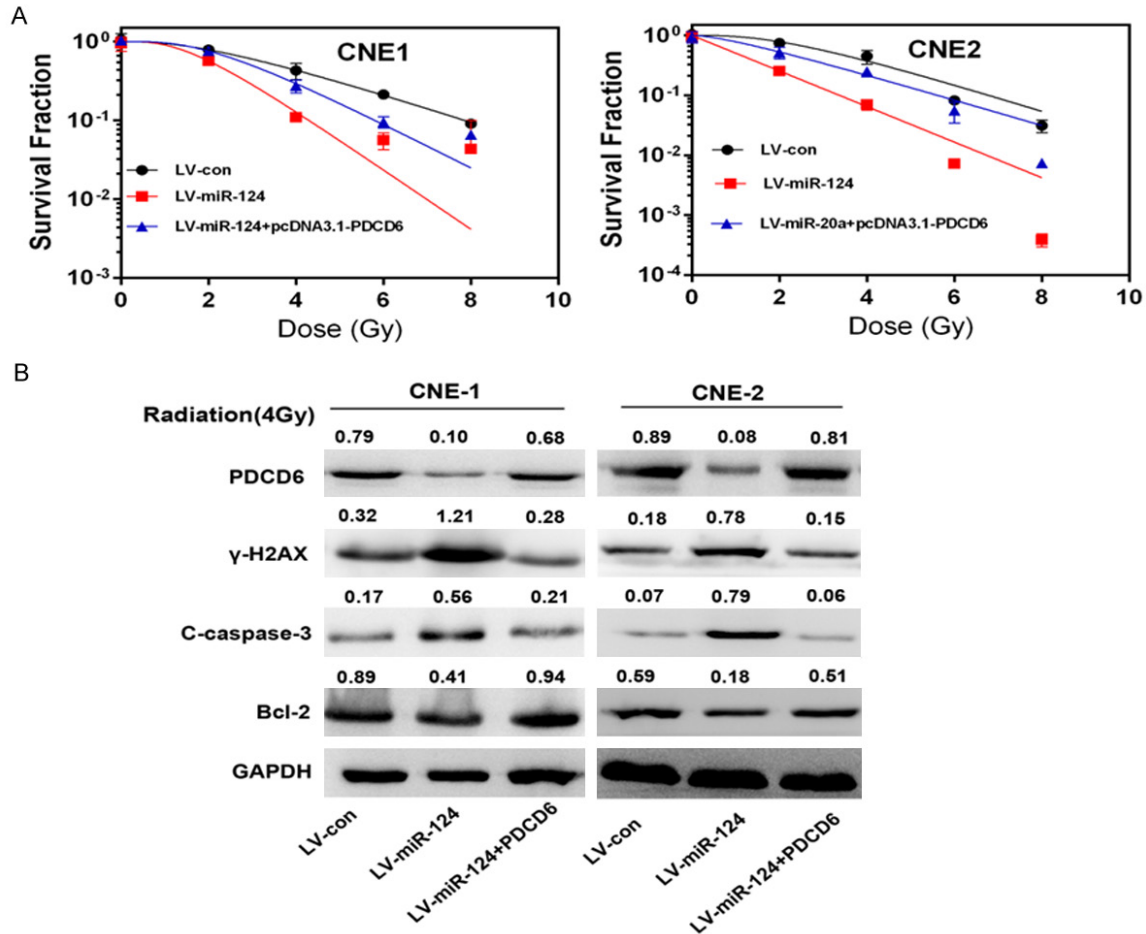 A
CNE1
Survival Fraction
10^0
10^-1
10^-2
10^-3
LV-con
LV-miR-124
LV-miR-124+pcDNA3.1-PDCD6
0 2 4 6 8 10
Dose (Gy)
CNE2
Survival Fraction
10^0
10^-1
10^-2
10^-3
10^-4
LV-con
LV-miR-124
LV-miR-20a+pcDNA3.1-PDCD6
0 2 4 6 8 10
Dose (Gy)
B
CNE-1 CNE-2
Radiation(4Gy)
0.79 0.10 0.68 0.89 0.08 0.81
PDCD6
0.32 1.21 0.28 0.18 0.78 0.15
γ-H2AX
0.17 0.56 0.21 0.07 0.79 0.06
C-caspase-3
0.89 0.41 0.94 0.59 0.18 0.51
Bcl-2
GAPDH
LV-con LV-miR-124 LV-miR-124+PDCD6 LV-con LV-miR-124 LV-miR-124+PDCD6